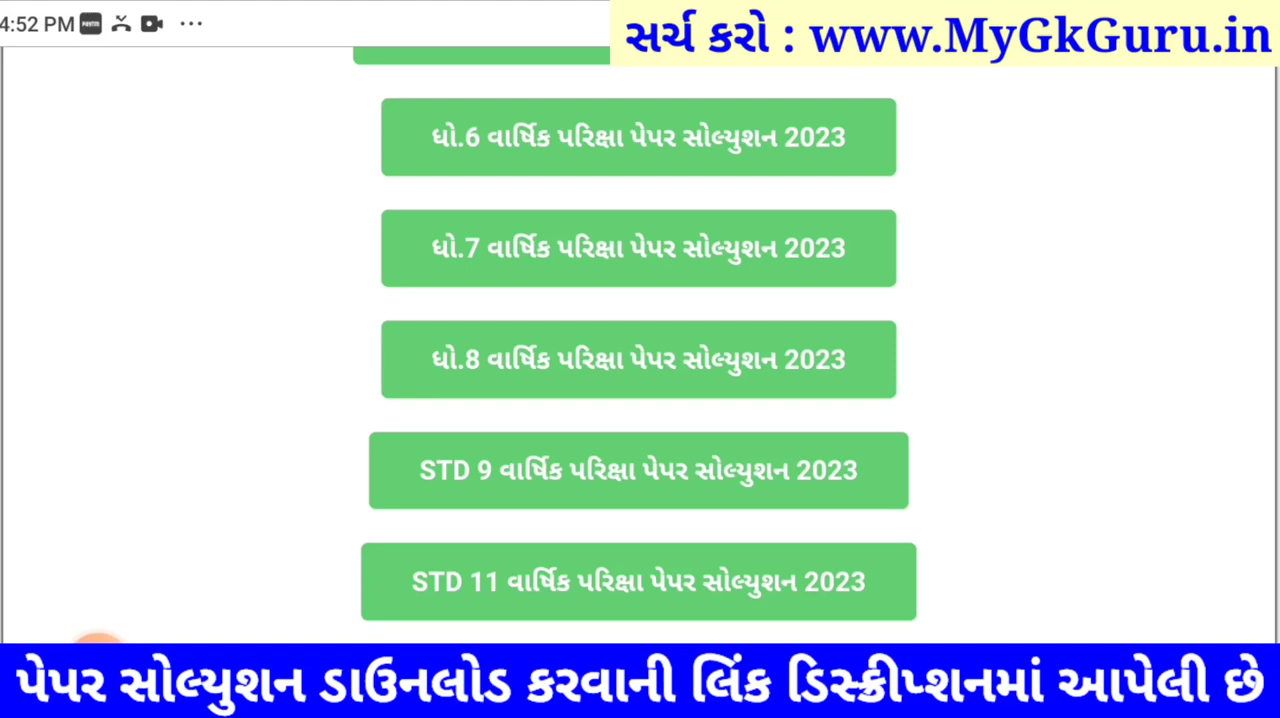 4:52 PM
સર્ચ કરો : www.MyGkGuru.in
ધો.6 વાર્ષિક પરિક્ષા પેપર સોલ્યુશન 2023
ધો.7 વાર્ષિક પરિક્ષા પેપર સોલ્યુશન 2023
ધો.8 વાર્ષિક પરિક્ષા પેપર સોલ્યુશન 2023
STD 9 વાર્ષિક પરિક્ષા પેપર સોલ્યુશન 2023
STD 11 વાર્ષિક પરિક્ષા પેપર સોલ્યુશન 2023
પેપર સોલ્યુશન ડાઉનલોડ કરવાની લિંક ડિસ્ક્રીપ્શનમાં આપેલી છે